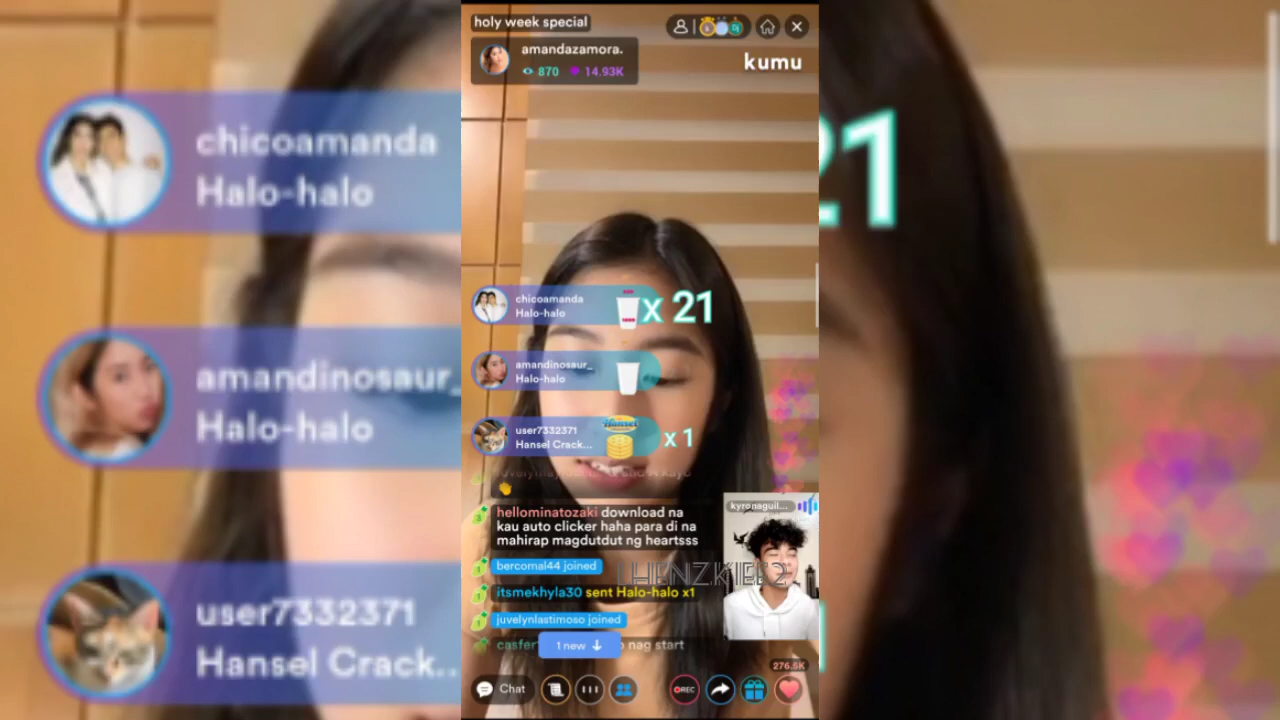 holy week special
amandazamora.
870 14.93K
kumu
21
chicoamanda
Halo-halo
x 21
amandinosaur_
Halo-halo
user7332371
Hansel Crack...
Hansel
x 1
hellominatozaki download na
kau auto clicker haha para di na
mahirap magdutdut ng heartsss
kyronaguil...
bercomal44 joined
LHENZKIE62
itsmekhyla30 sent Halo-halo x1
juvelynlastimoso joined
casfer
1 new
nag start
276.5K
Chat
REC
chicoamanda
Halo-halo
amandinosaur_
Halo-halo
user7332371
Hansel Crack..